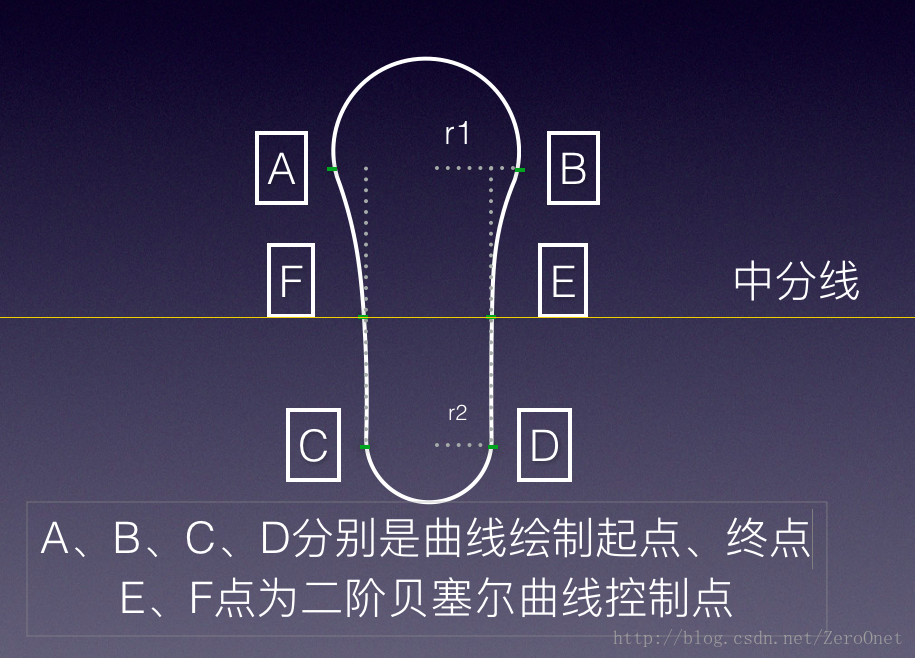 r1
A
B
F
E
中分线
r2
C
D
A、B、C、D分别是曲线绘制起点、终点
E、F点为二阶贝塞尔曲线控制点
http://blog.csdn.net/ZeroOnet